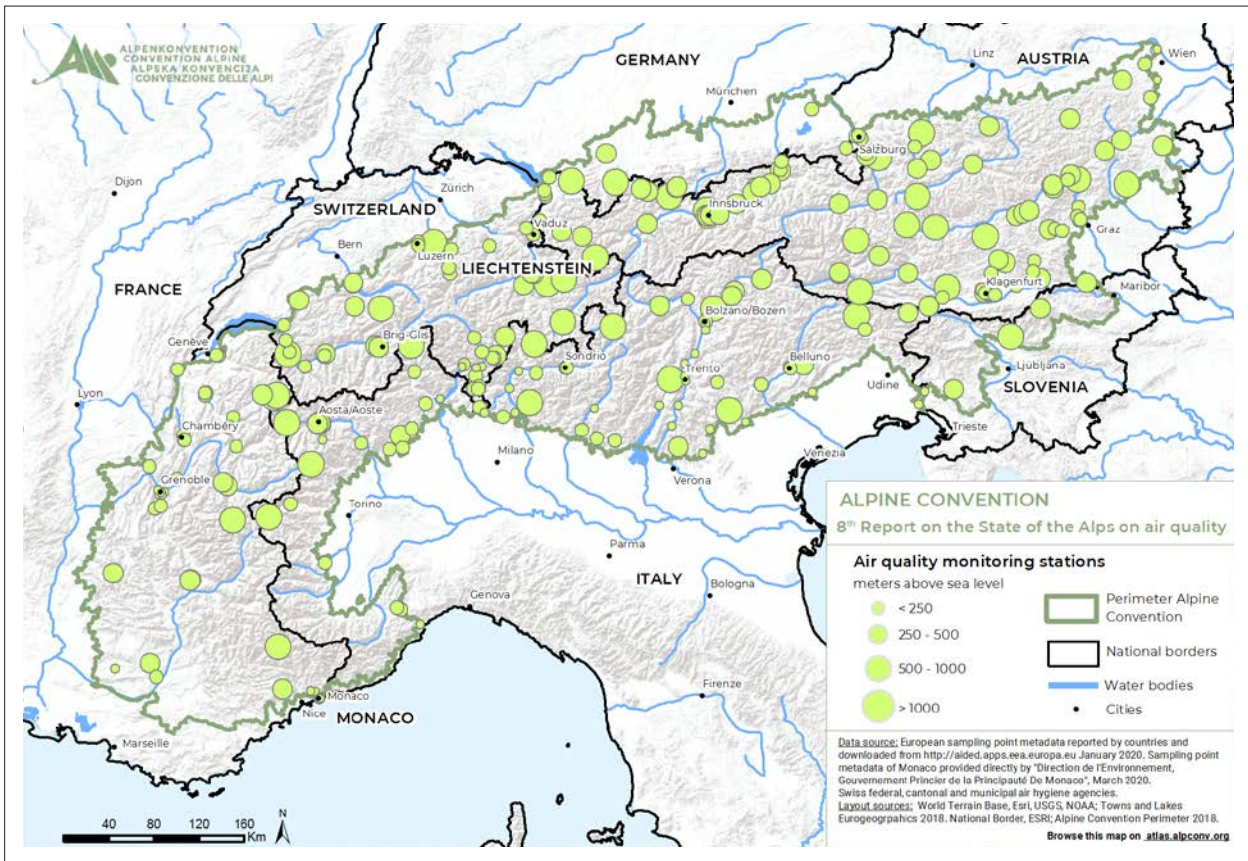 ALPENKONVENTION
CONVENTION ALPINE
ALPSKA KONVENCIJA
CONVENZIONE DELLE ALPI
GERMANY
Linz
AUSTRIA
Wien
München
Salzburg
Dijon
Zürich
SWITZERLAND
Innsbruck
Vaduz
Bern
Luzern
Graz
LIECHTENSTEIN
FRANCE
Klagenfurt
Maribor
Bolzano/Bozen
Genève
Brig-Glis
Sondrio
Belluno
Ljubljana
Trento
SLOVENIA
Lyon
Udine
Aosta/Aoste
Chambéry
Trieste
Milano
Venezia
Grenoble
Verona
Torino
Parma
ITALY
Bologna
Genova
Firenze
Monaco
Nice
MONACO
Marseille
ALPINE CONVENTION
8th Report on the State of the Alps on air quality
Air quality monitoring stations
meters above sea level
< 250
250 - 500
500 - 1000
> 1000
Perimeter Alpine
Convention
National borders
Water bodies
Cities
Data source: European sampling point metadata reported by countries and
downloaded from http://aided.apps.eea.europa.eu January 2020. Sampling point
metadata of Monaco provided directly by "Direction de l'Environnement,
Gouvernement Princier de la Principauté De Monaco", March 2020.
Swiss federal, cantonal and municipal air hygiene agencies.
Layout sources: World Terrain Base, Esri, USGS, NOAA; Towns and Lakes
Eurogeogrpahics 2018. National Border, ESRI; Alpine Convention Perimeter 2018.
Browse this map on atlas.alpconv.org
0 40 80 120 160
Km
N